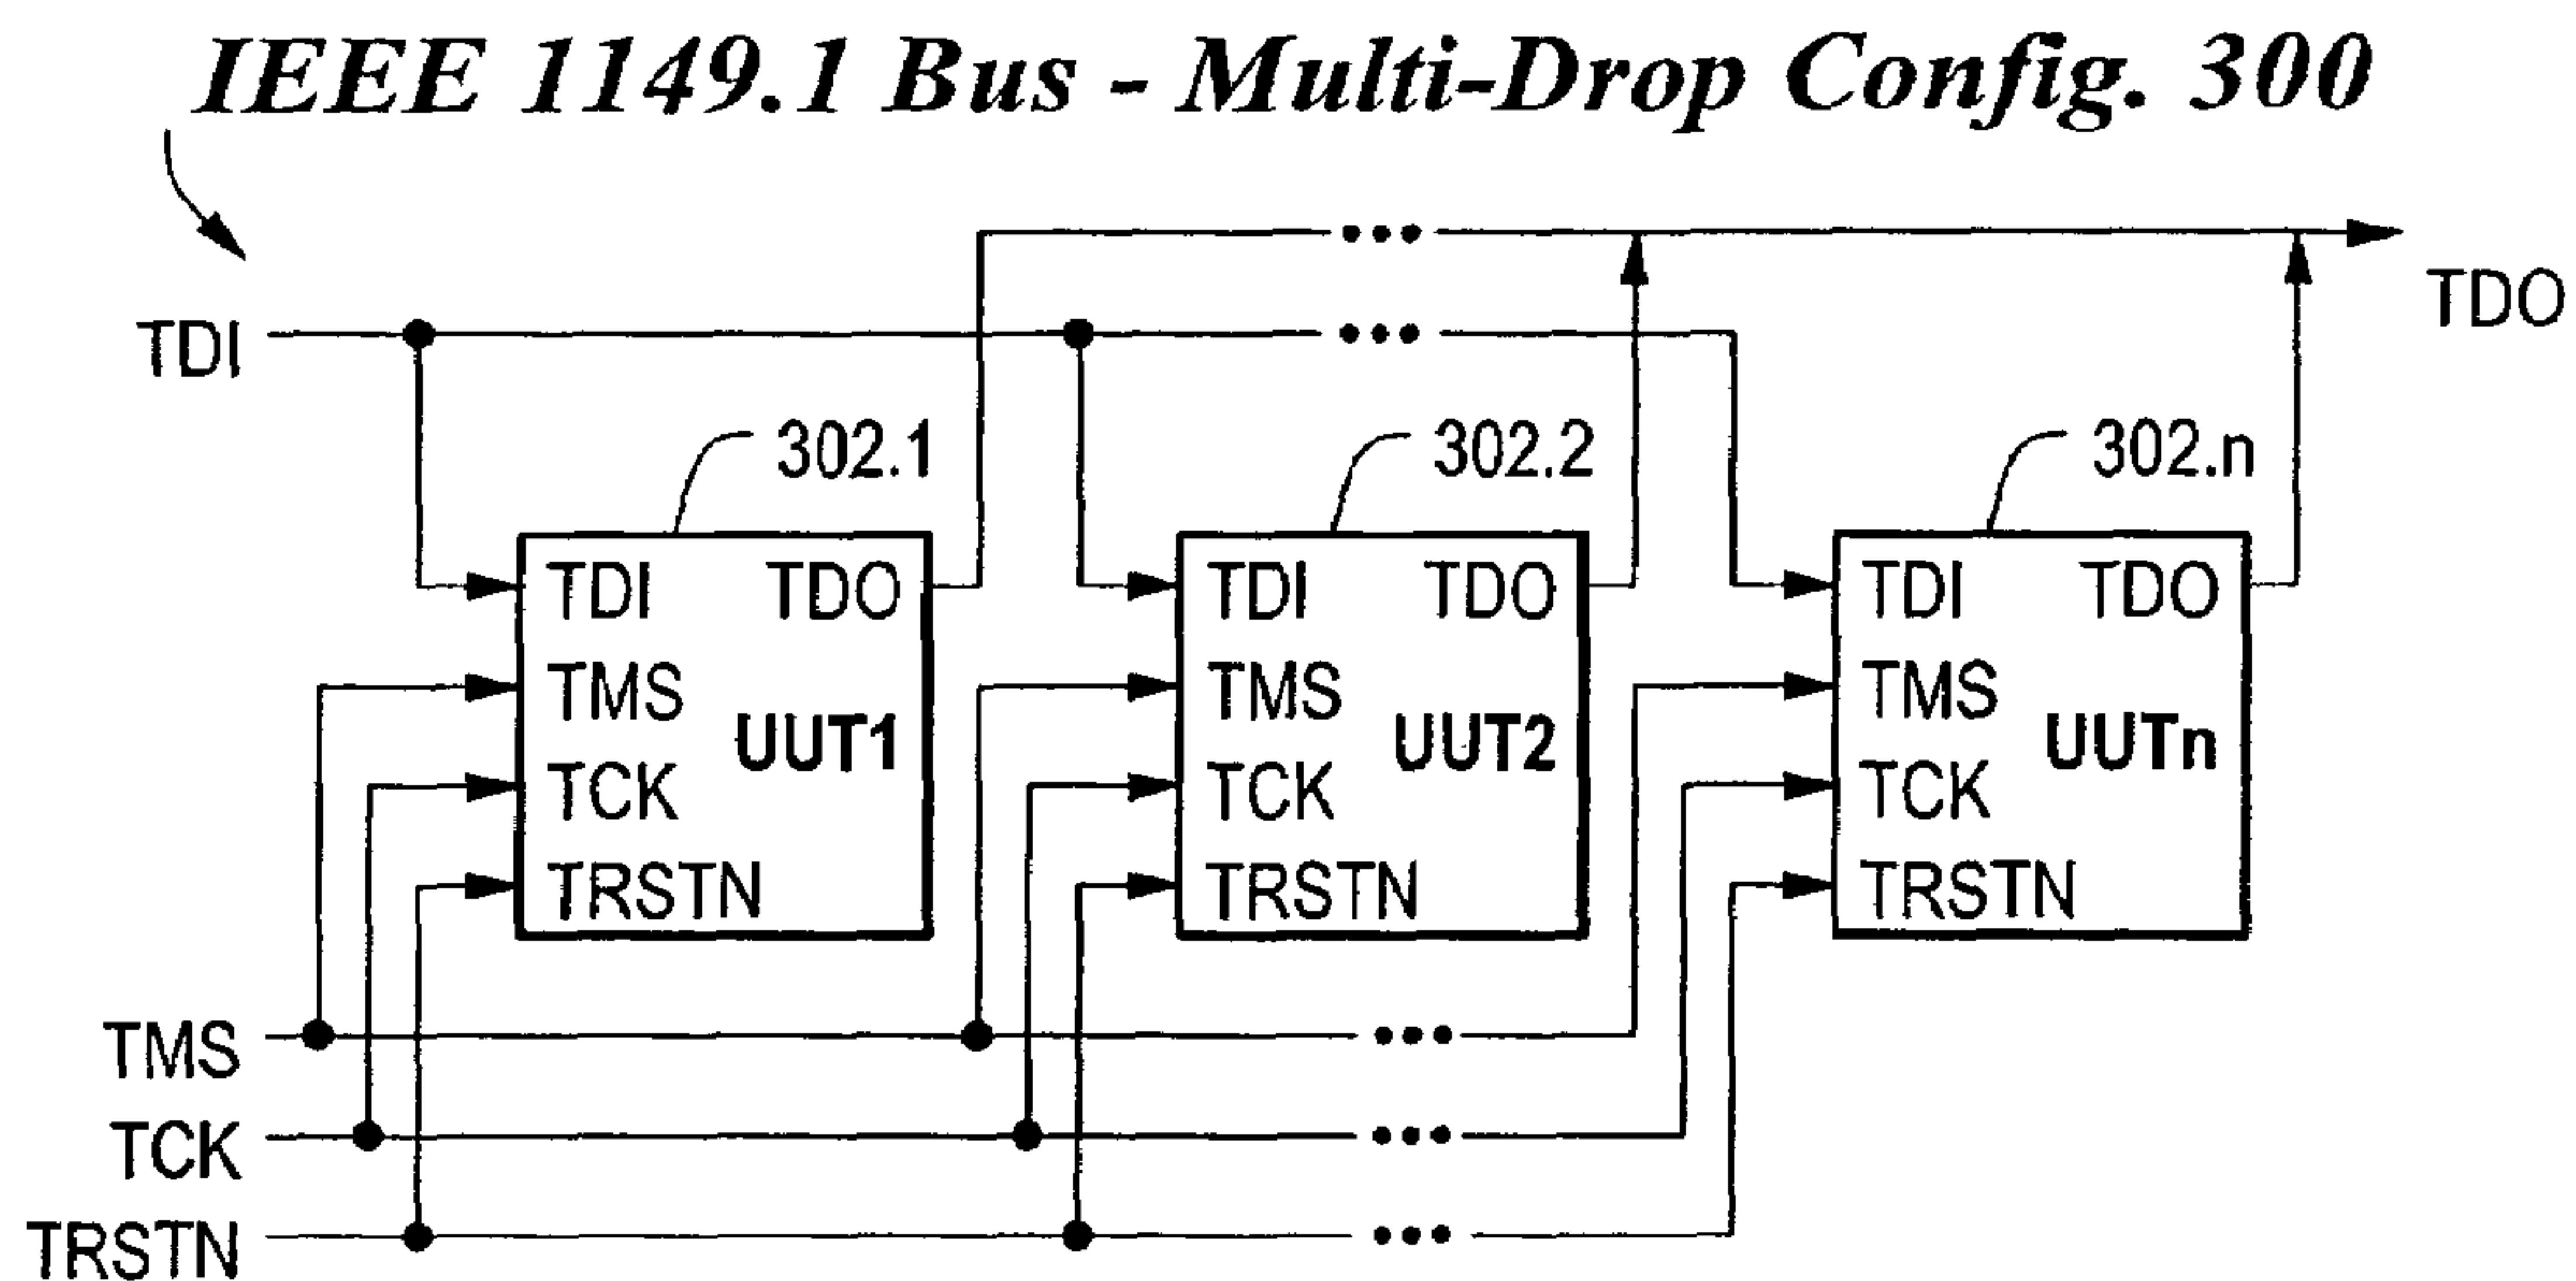 IEEE 1149.1 Bus - Multi-Drop Config. 300
TDO
TDI
302.1
302.2
302.n
TDI TDO
TMS
UUT1
TCK
TRSTN
TDI TDO
TMS
UUT2
TCK
TRSTN
TDI TDO
TMS
UUTn
TCK
TRSTN
TMS
TCK
TRSTN